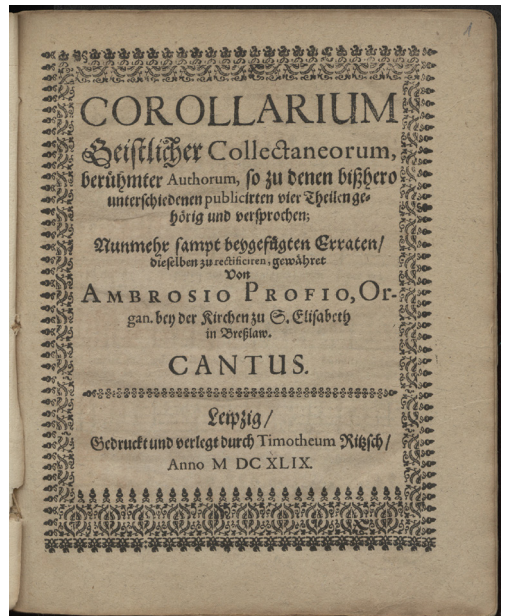 1
COROLLARIUM
Geistlicher Collectaneorum,
berühmter Authorum, so zu denen bißhero
unterschiedenen publicirten vier Theilen ge-
hörig und versprochen;
Nunmehr sampt beygefügten Erraten/
dieselben zu rectificiren, gewähret
Von
AMBROSIO PROFIO, Or-
gan. bey der Kirchen zu S. Elisabeth
in Breßlaw.
CANTUS.
Leipzig/
Gedruckt und verlegt durch Timotheum Ritzsch/
Anno M DC XLIX.